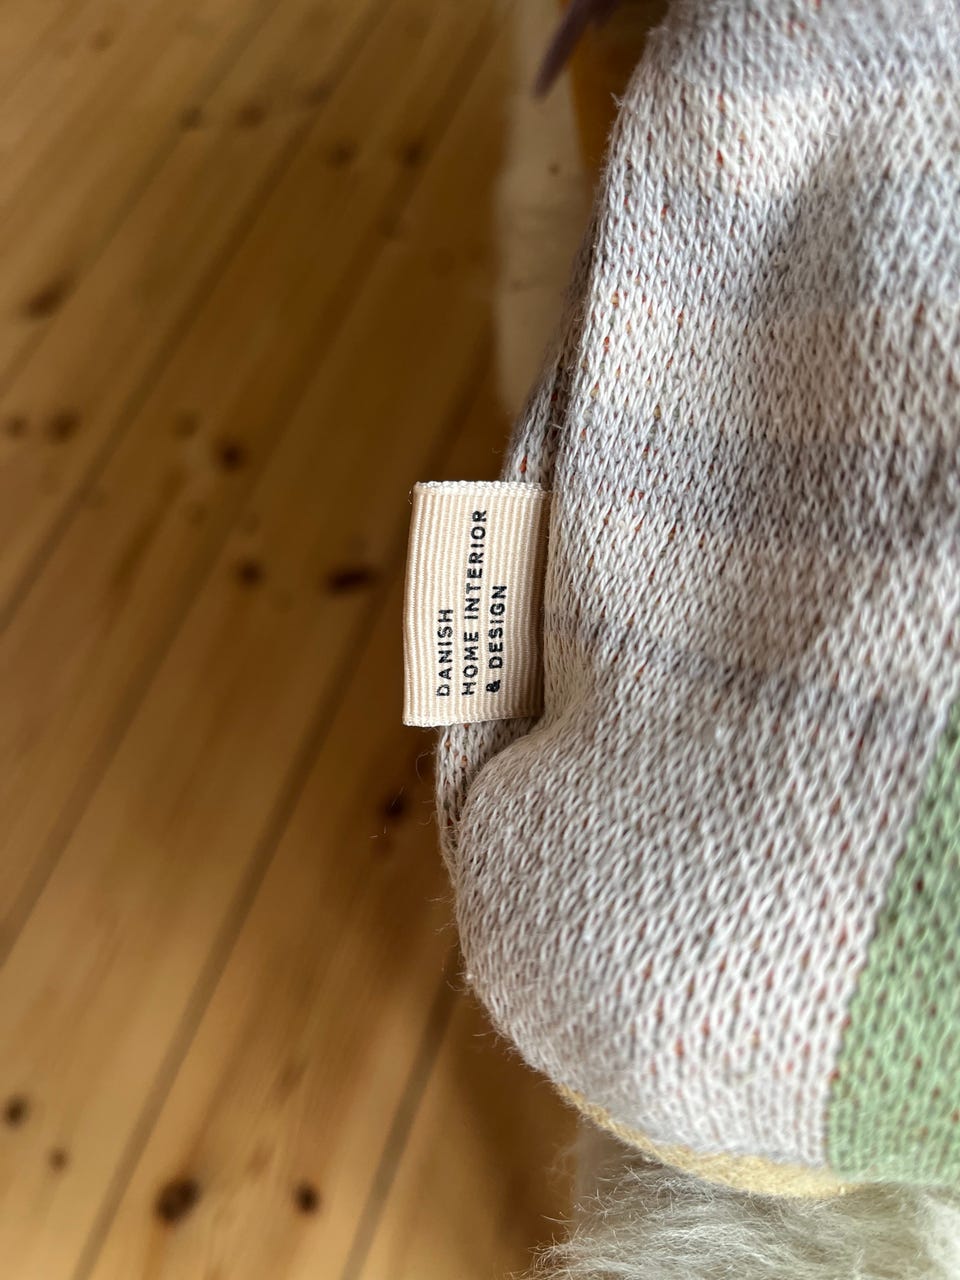 DANISH
HOME INTERIOR
& DESIGN